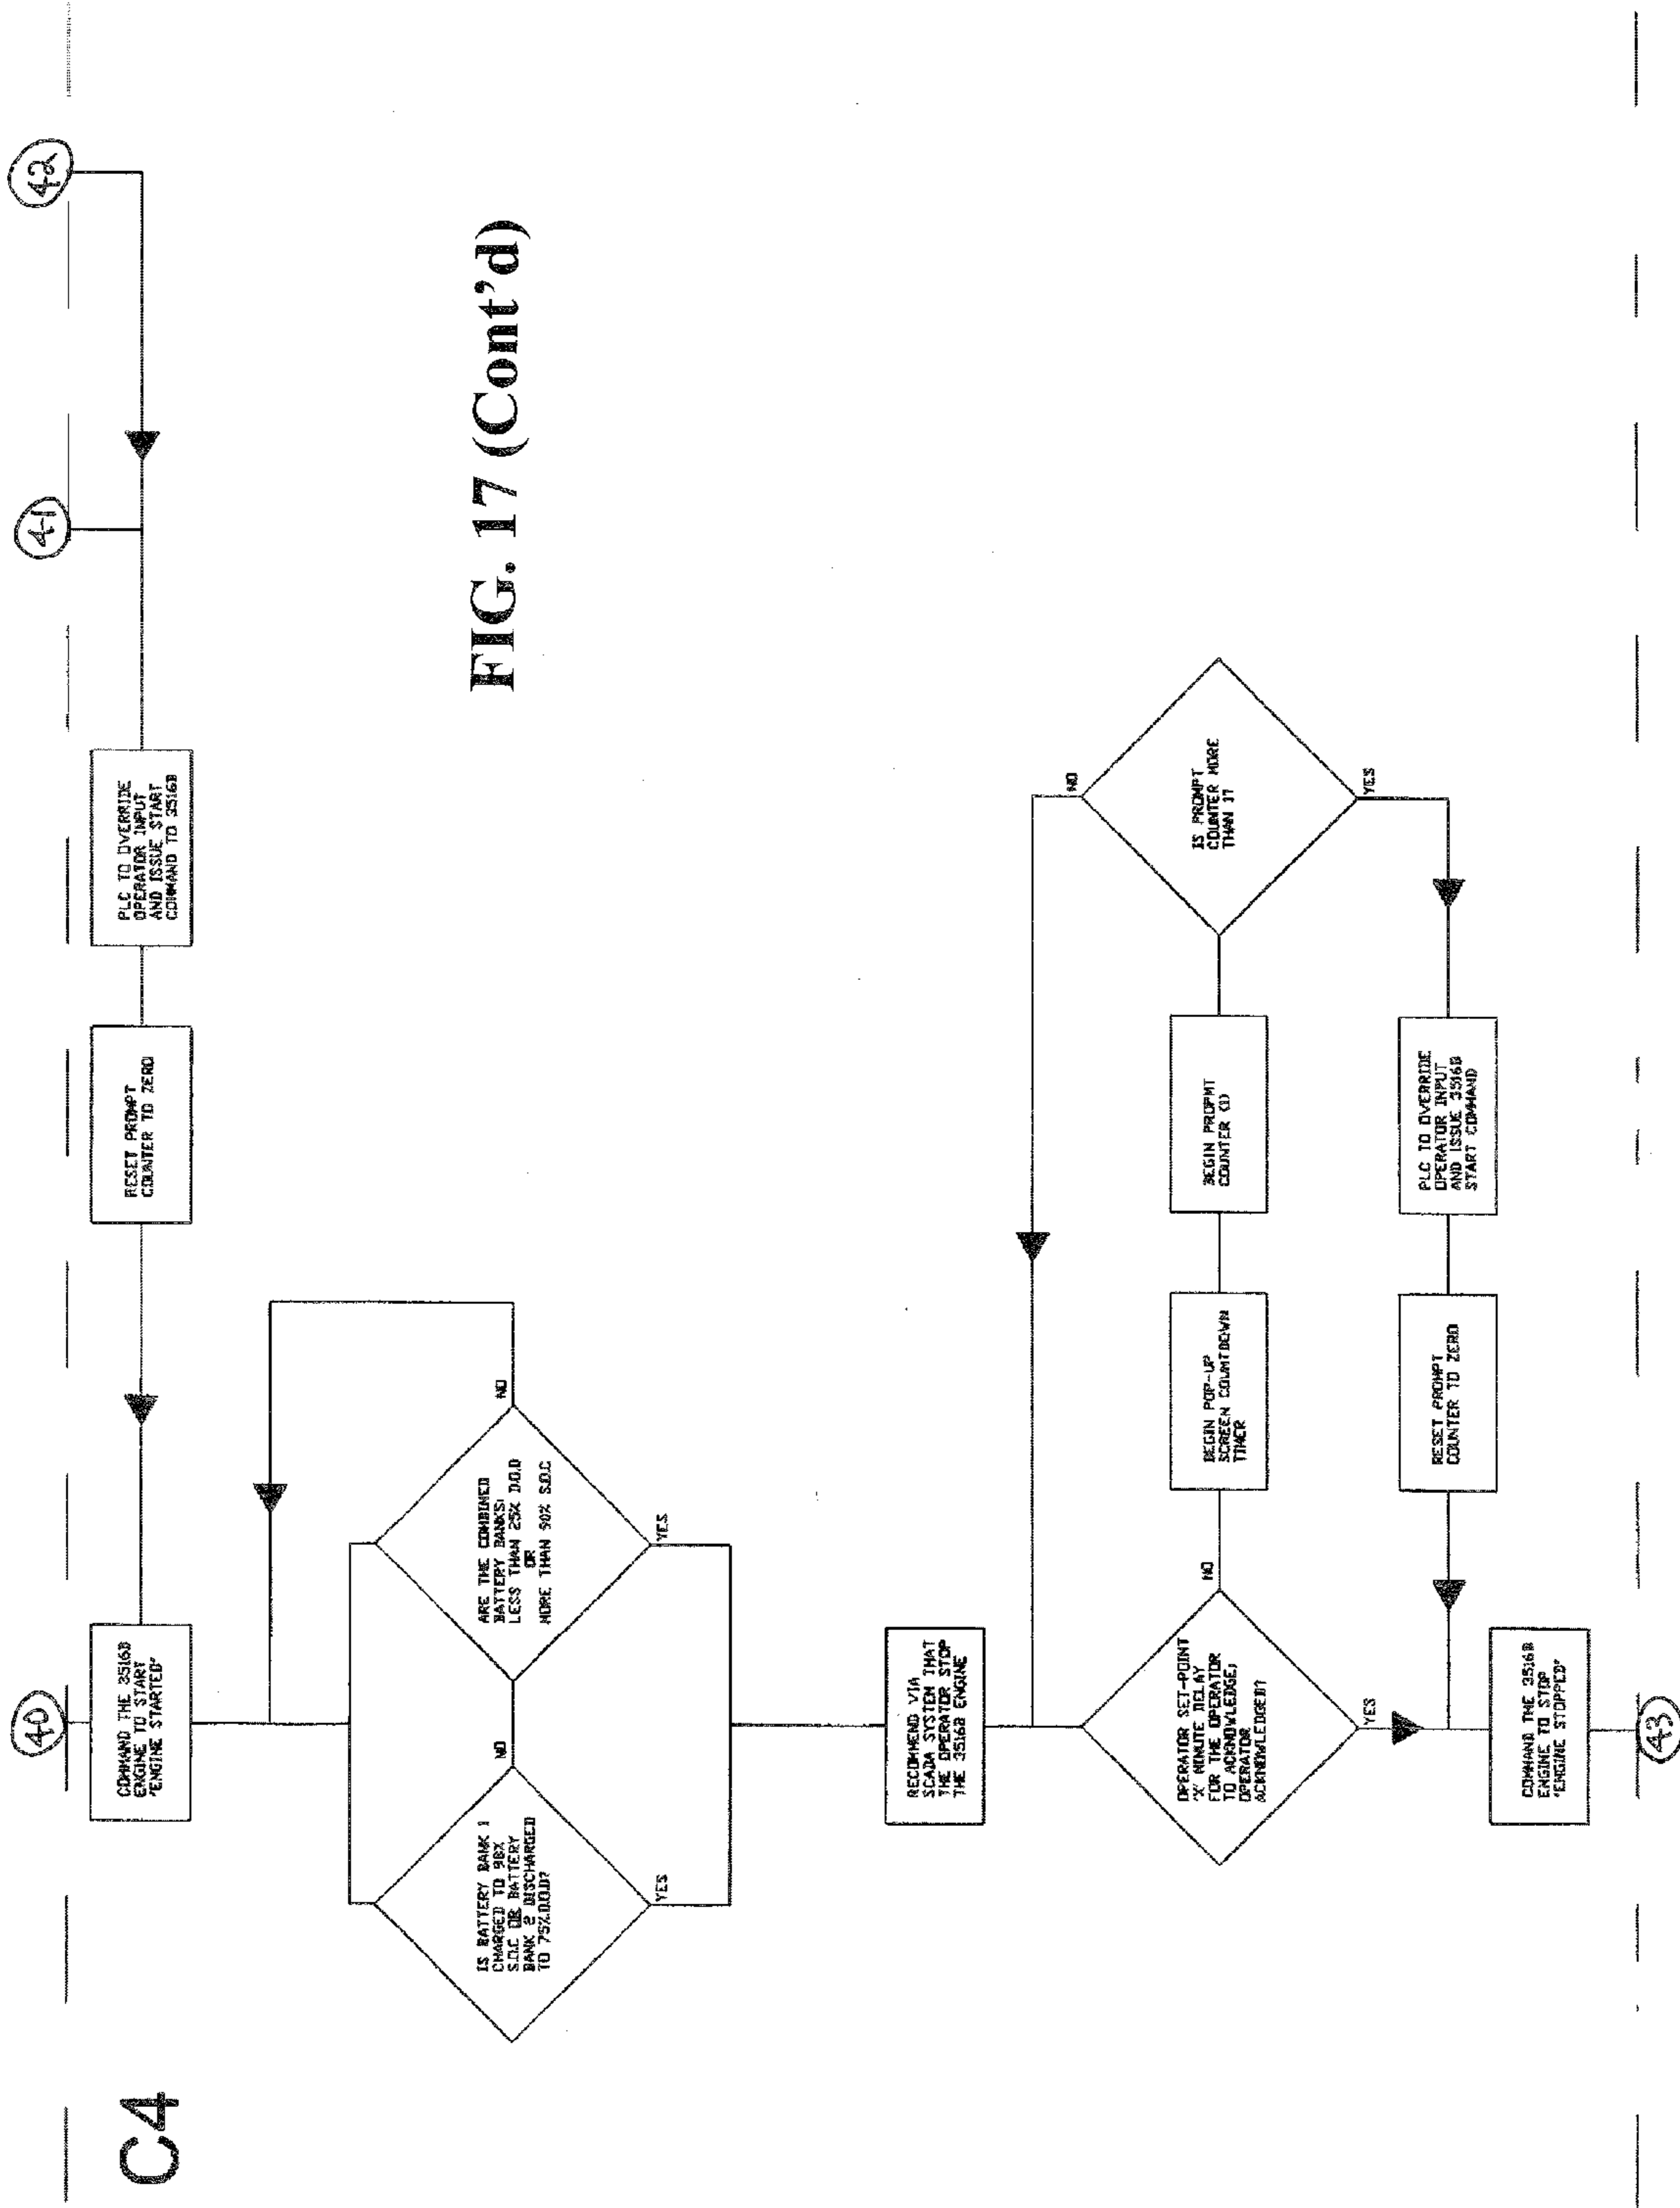 C4
40
41
42
COMMAND THE 3516B
ENGINE TO START
"ENGINE STARTED"
RESET PROMPT
COUNTER TO ZERO
PLC TO OVERRIDE
OPERATOR INPUT
AND ISSUE START
COMMAND TO 3516B
FIG. 17 (Cont'd)
IS BATTERY BANK 1
CHARGED TO 98%
S.O.C OR BATTERY
BANK 2 DISCHARGED
TO 75% D.O.D?
NO
YES
ARE THE COMBINED
BATTERY BANKS:
LESS THAN 25% D.O.D
OR
MORE THAN 90% S.O.C
NO
YES
RECOMMEND VIA
SCADA SYSTEM THAT
THE OPERATOR STOP
THE 3516B ENGINE
OPERATOR SET-POINT
'X' MINUTE DELAY
FOR THE OPERATOR
TO ACKNOWLEDGE;
OPERATOR
ACKNOWLEDGED?
NO
YES
BEGIN POP-UP
SCREEN COUNTDOWN
TIMER
BEGIN PROPMT
COUNTER (1)
IS PROMPT
COUNTER MORE
THAN 1?
NO
YES
PLC TO OVERRIDE
OPERATOR INPUT
AND ISSUE 3516B
START COMMAND
RESET PROMPT
COUNTER TO ZERO
COMMAND THE 3516B
ENGINE TO STOP
"ENGINE STOPPED"
43